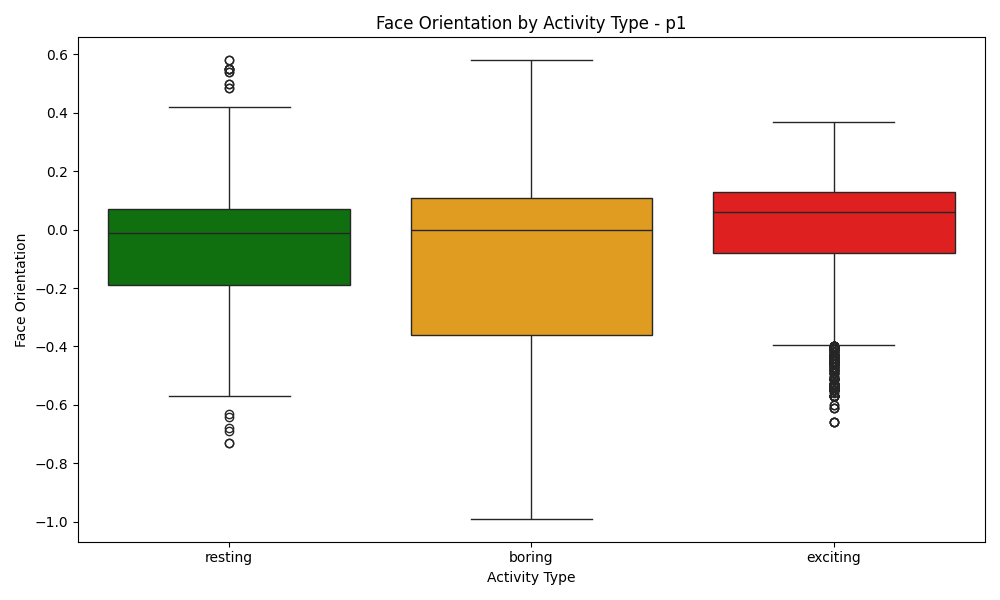 Face Orientation by Activity Type - p1
Face Orientation
0.6
0.4
0.2
0.0
−0.2
−0.4
−0.6
−0.8
−1.0
resting
boring
exciting
Activity Type